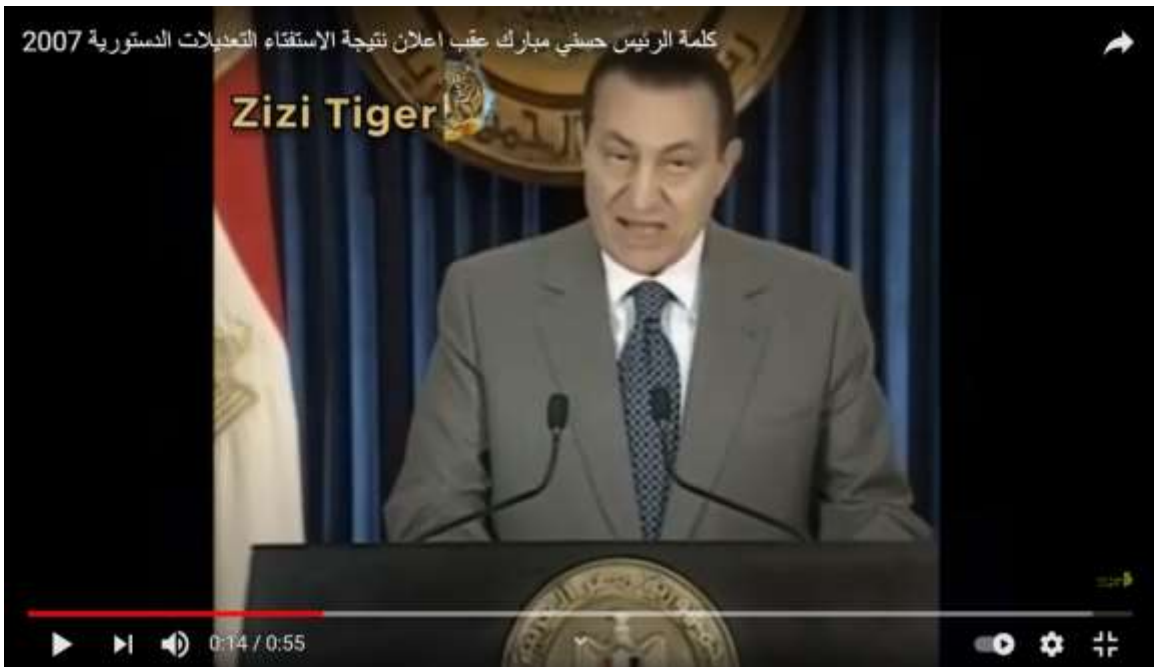 كلمة الرئيس حسني مبارك عقب اعلان نتيجة الاستفتاء التعديلات الدستورية 2007
Zizi Tiger
0:14 / 0:55